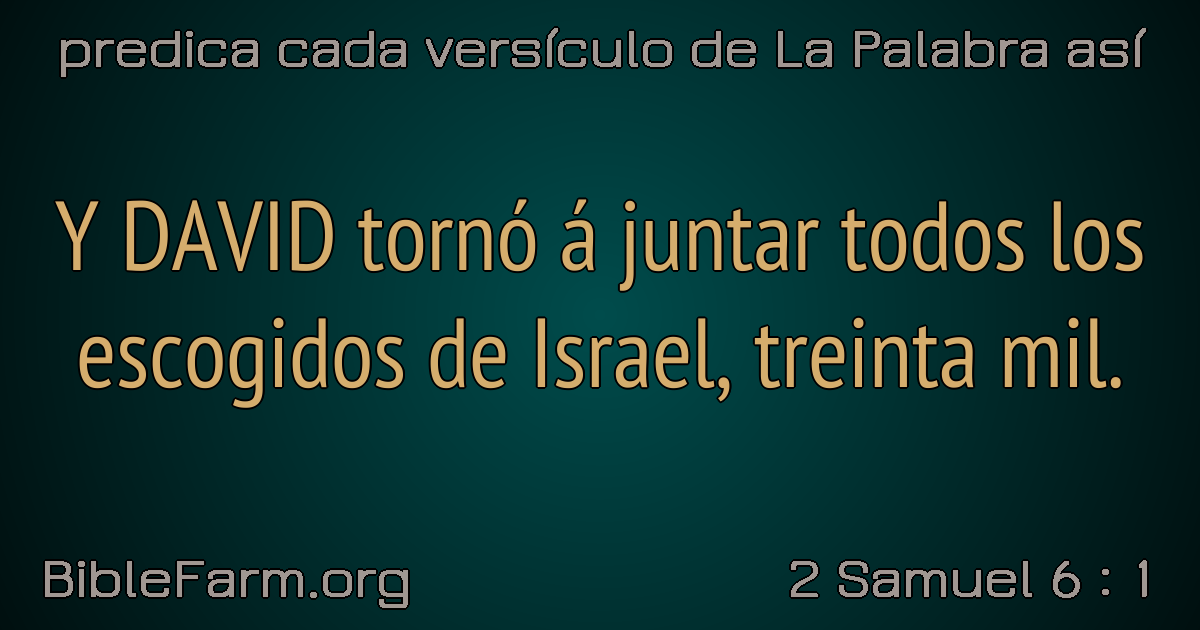 predica cada versículo de La Palabra así
Y DAVID tornó á juntar todos los
escogidos de Israel, treinta mil.
BibleFarm.org
2 Samuel 6 : 1